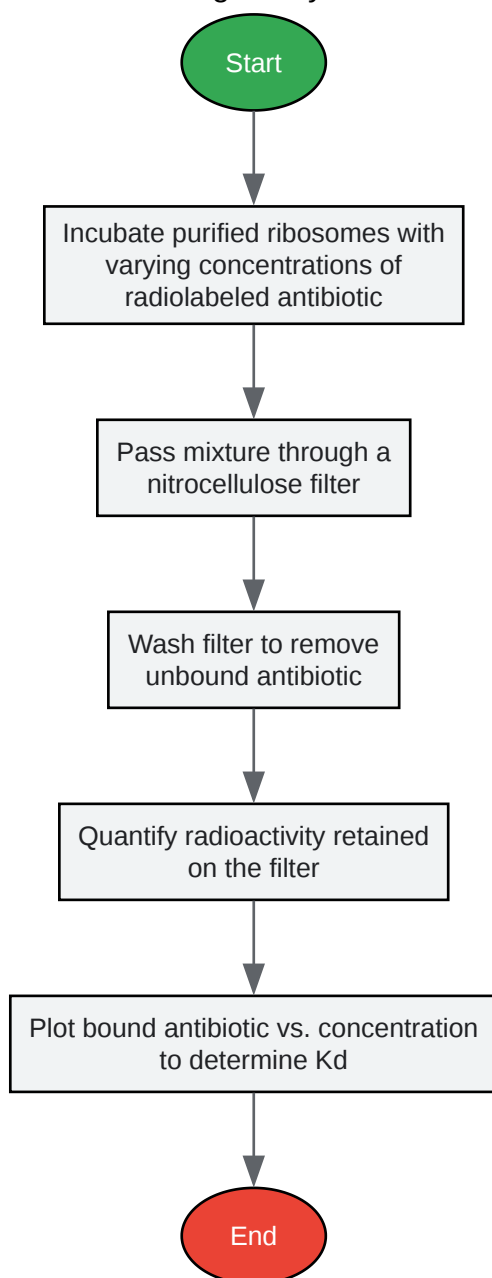 Start
Incubate purified ribosomes with
varying concentrations of
radiolabeled antibiotic
Pass mixture through a
nitrocellulose filter
Wash filter to remove
unbound antibiotic
Quantify radioactivity retained
on the filter
Plot bound antibiotic vs. concentration
to determine Kd
End